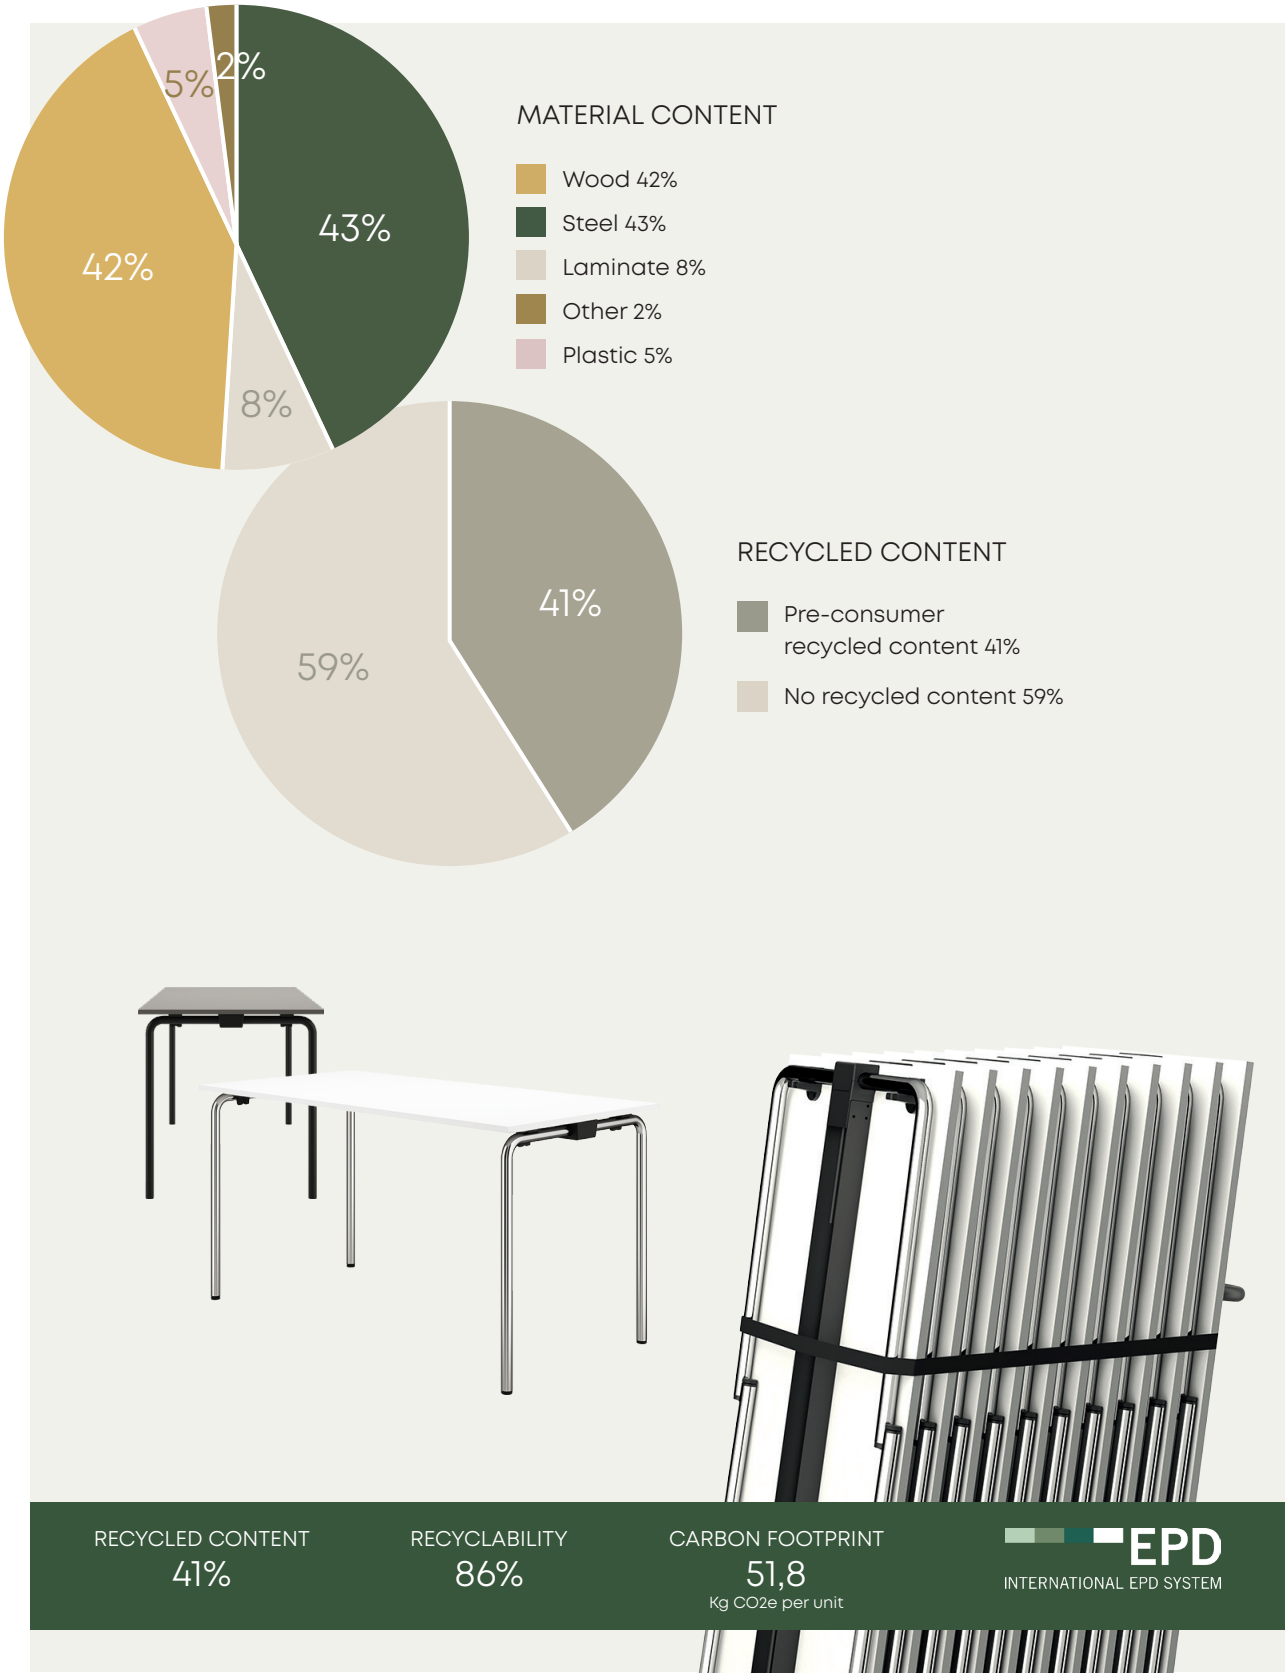 5%
2%
43%
42%
8%
MATERIAL CONTENT
Wood 42%
Steel 43%
Laminate 8%
Other 2%
Plastic 5%
41%
59%
RECYCLED CONTENT
Pre-consumer
recycled content 41%
No recycled content 59%
RECYCLED CONTENT
41%
RECYCLABILITY
86%
CARBON FOOTPRINT
51,8
Kg CO2e per unit
EPD
INTERNATIONAL EPD SYSTEM